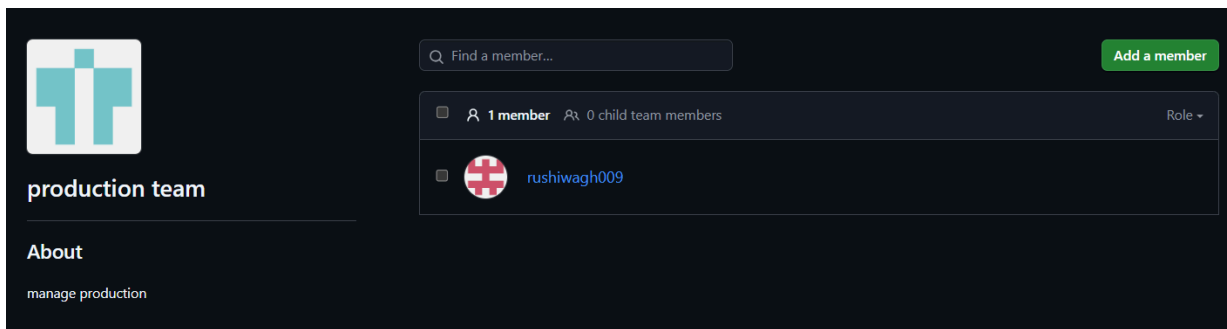 production team
About
manage production
Find a member...
Add a member
1 member 0 child team members
Role
rushiwagh009